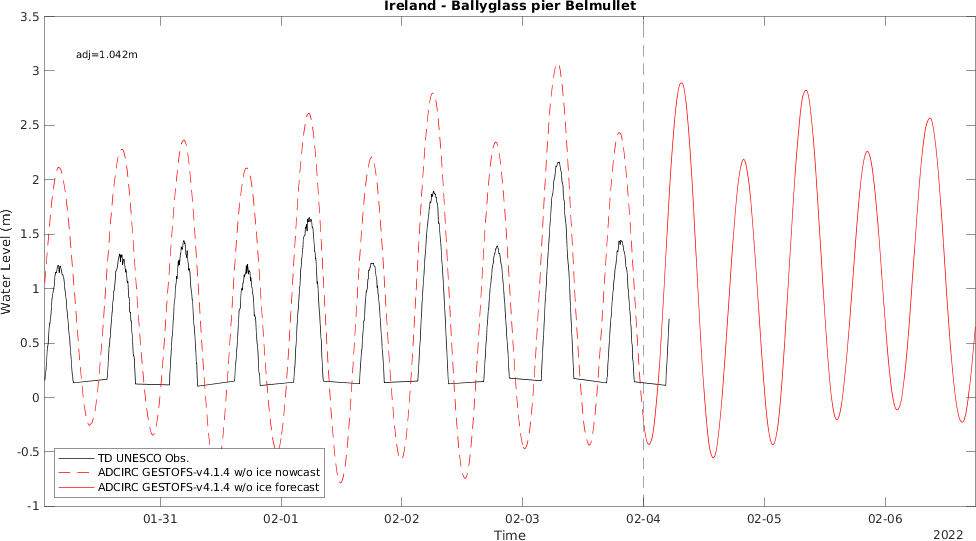 Ireland - Ballyglass pier Belmullet
adj=1.042m
3.5
3
2.5
2
1.5
1
0.5
0
-0.5
-1
Water Level (m)
TD UNESCO Obs.
ADCIRC GESTOFS-v4.1.4 w/o ice nowcast
ADCIRC GESTOFS-v4.1.4 w/o ice forecast
01-31 02-01 02-02 02-03 02-04 02-05 02-06
Time
2022